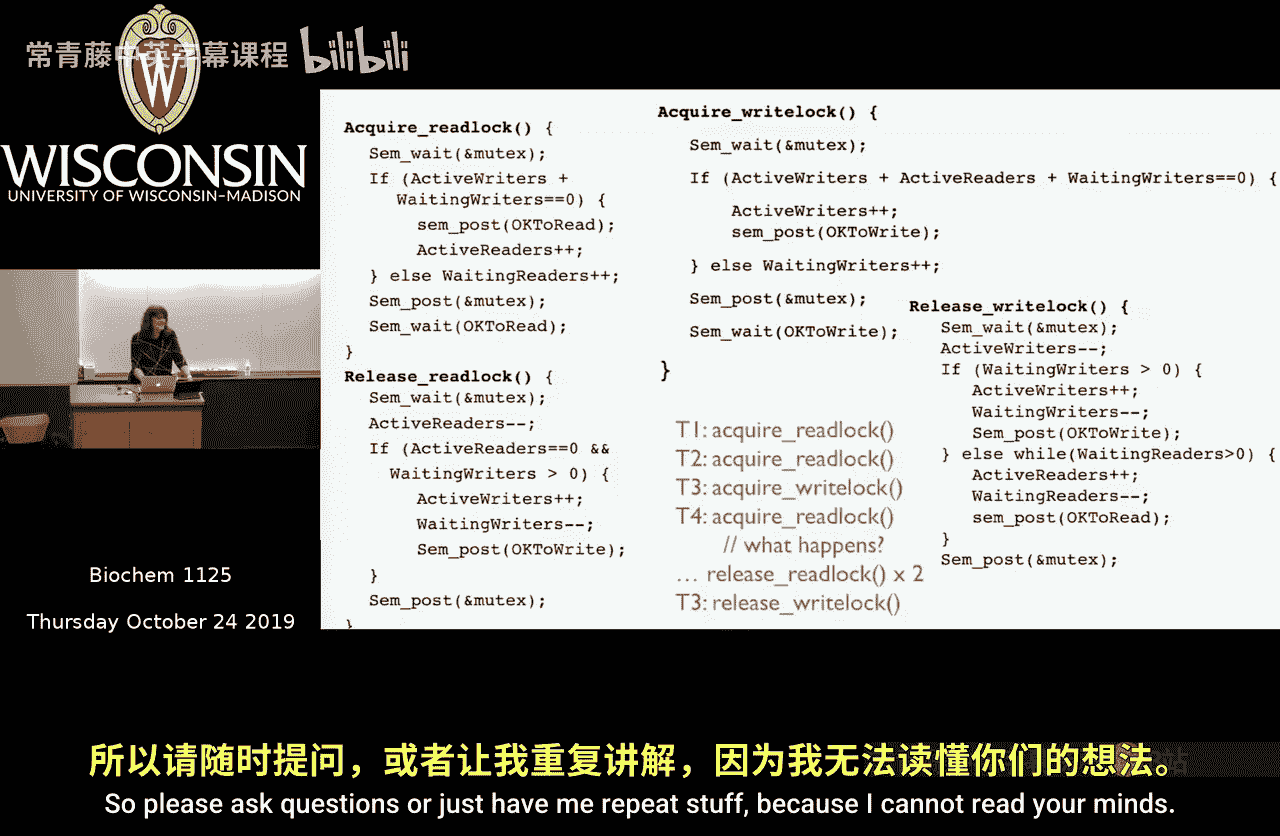 常青藤中英字幕课程 bilibili
W
WISCONSIN
UNIVERSITY OF WISCONSIN-MADISON
Biochem 1125
Thursday October 24 2019
Acquire_readlock() {
Sem_wait(&mutex);
If (ActiveWriters +
WaitingWriters==0) {
sem_post(OKToRead);
ActiveReaders++;
} else WaitingReaders++;
Sem_post(&mutex);
Sem_wait(OKToRead);
}
Release_readlock() {
Sem_wait(&mutex);
ActiveReaders--;
If (ActiveReaders==0 &&
WaitingWriters > 0) {
ActiveWriters++;
WaitingWriters--;
Sem_post(OKToWrite);
}
Sem_post(&mutex);
}
Acquire_writelock() {
Sem_wait(&mutex);
If (ActiveWriters + ActiveReaders + WaitingWriters==0) {
ActiveWriters++;
sem_post(OKToWrite);
} else WaitingWriters++;
Sem_post(&mutex);
Sem_wait(OKToWrite);
}
T1: acquire_readlock()
T2: acquire_readlock()
T3: acquire_writelock()
T4: acquire_readlock()
// what happens?
… release_readlock() x 2
T3: release_writelock()
Release_writelock() {
Sem_wait(&mutex);
ActiveWriters--;
If (WaitingWriters > 0) {
ActiveWriters++;
WaitingWriters--;
Sem_post(OKToWrite);
} else while(WaitingReaders>0) {
ActiveReaders++;
WaitingReaders--;
sem_post(OKToRead);
}
Sem_post(&mutex);
所以请随时提问，或者让我重复讲解，因为我无法读懂你们的想法。
So please ask questions or just have me repeat stuff, because I cannot read your minds.